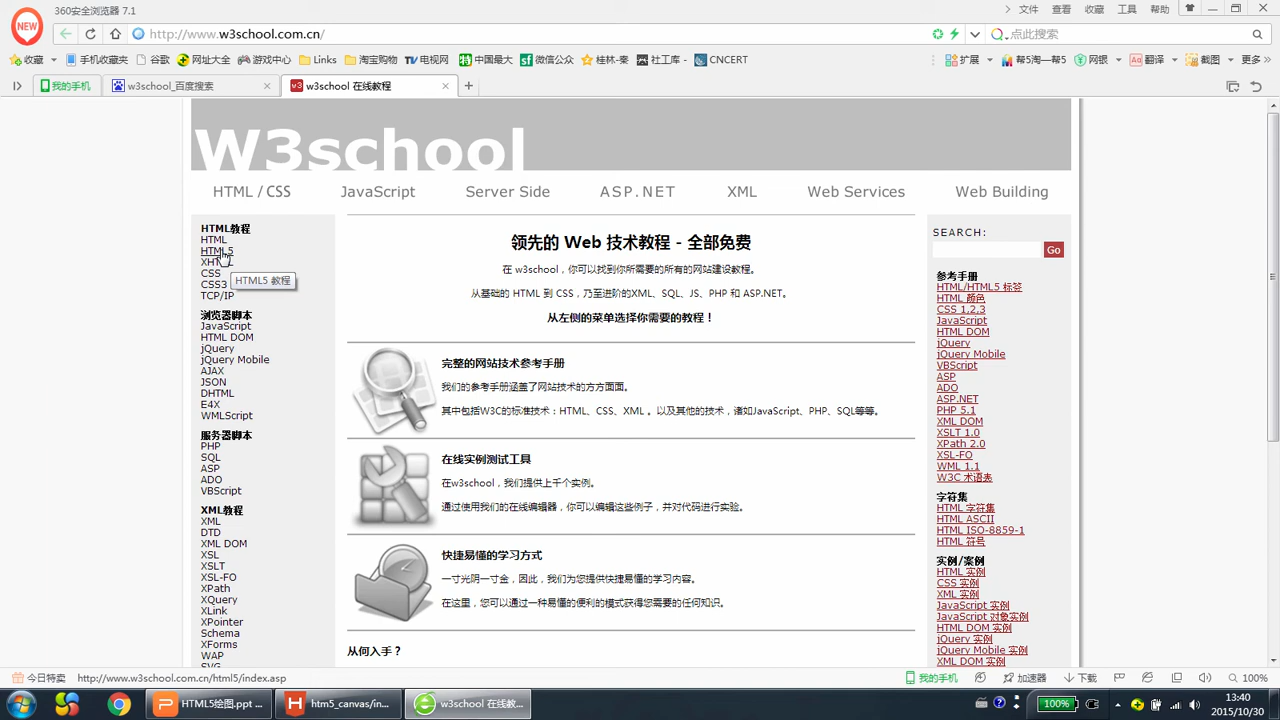 360安全浏览器 7.1
文件 查看 收藏 工具 帮助
NEW
http://www.w3school.com.cn/
点此搜索
收藏 手机收藏夹 谷歌 网址大全 游戏中心 Links 淘宝购物 电视网 中国最大 微信公众 桂林-秦 社工库- CNCERT 扩展 帮5淘—帮5 网银 翻译 截图 更多 »
我的手机
w3school_百度搜索
w3school 在线教程
W3school
HTML / CSS JavaScript Server Side ASP.NET XML Web Services Web Building
HTML教程
HTML
HTML5
XHTML
CSS
CSS3
TCP/IP
HTML5 教程
浏览器脚本
JavaScript
HTML DOM
jQuery
jQuery Mobile
AJAX
JSON
DHTML
E4X
WMLScript
服务器脚本
PHP
SQL
ASP
ADO
VBScript
XML教程
XML
DTD
XML DOM
XSL
XSLT
XSL-FO
XPath
XQuery
XLink
XPointer
Schema
XForms
WAP
SVG
领先的 Web 技术教程 - 全部免费
在 w3school，你可以找到你所需要的所有的网站建设教程。
从基础的 HTML 到 CSS，乃至进阶的XML、SQL、JS、PHP 和 ASP.NET。
从左侧的菜单选择你需要的教程！
完整的网站技术参考手册
我们的参考手册涵盖了网站技术的方方面面。
其中包括W3C的标准技术：HTML、CSS、XML 。以及其他的技术，诸如JavaScript、PHP、SQL等等。
在线实例测试工具
在w3school，我们提供上千个实例。
通过使用我们的在线编辑器，你可以编辑这些例子，并对代码进行实验。
快捷易懂的学习方式
一寸光阴一寸金，因此，我们为您提供快捷易懂的学习内容。
在这里，您可以通过一种易懂的便利的模式获得您需要的任何知识。
从何入手？
SEARCH:
Go
参考手册
HTML/HTML5 标签
HTML 颜色
CSS 1,2,3
JavaScript
HTML DOM
jQuery
jQuery Mobile
VBScript
ASP
ADO
ASP.NET
PHP 5.1
XML DOM
XSLT 1.0
XPath 2.0
XSL-FO
WML 1.1
W3C 术语表
字符集
HTML 字符集
HTML ASCII
HTML ISO-8859-1
HTML 符号
实例/案例
HTML 实例
CSS 实例
XML 实例
JavaScript 实例
JavaScript 对象实例
HTML DOM 实例
jQuery 实例
jQuery Mobile 实例
XML DOM 实例
今日特卖 http://www.w3school.com.cn/html5/index.asp
我的手机 加速器 下载 100%
HTML5绘图.ppt ...
htm5_canvas/in...
w3school 在线教...
100%
13:40
2015/10/30